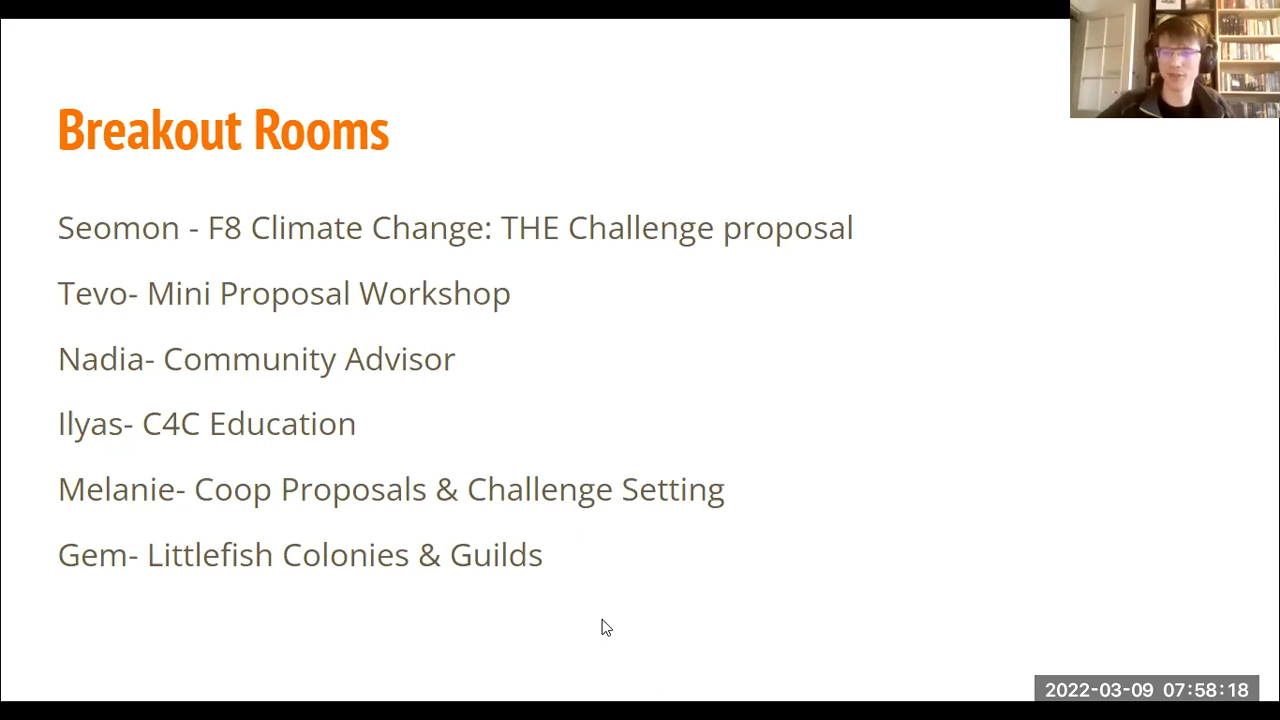 Breakout Rooms
Seomon - F8 Climate Change: THE Challenge proposal
Tevo- Mini Proposal Workshop
Nadia- Community Advisor
Ilyas- C4C Education
Melanie- Coop Proposals & Challenge Setting
Gem- Littlefish Colonies & Guilds
2022-03-09 07:58:18